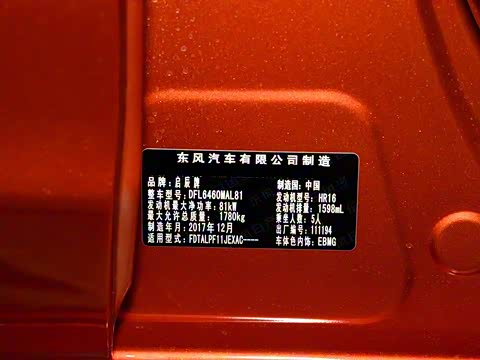 东风汽车有限公司制造
品牌：启辰牌 制造国：中国
整车型号：DFL6460MAL81 发动机型号：HR16
发动机最大净功率：81kW 发动机排量：1598mL
最大允许总质量： 1780kg 乘坐人数：5人
制造年月：2017年12月 出厂编号：111194
适用型式：FDTALPF11JEXAC---- 车体色内饰：EBMG